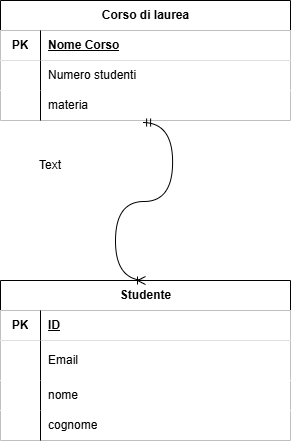 Corso di laurea
PK Nome Corso
Numero studenti
materia
Text
Studente
PK ID
Email
nome
cognome